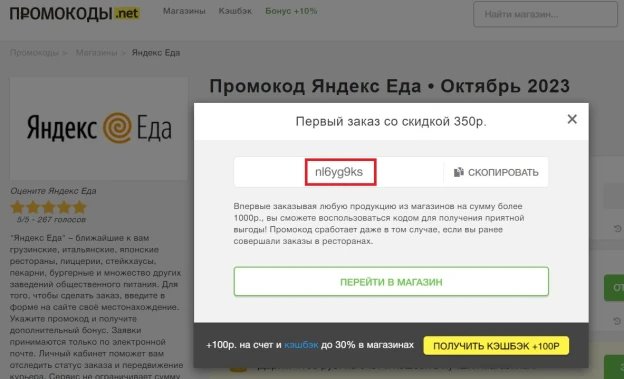 ПРОМОКОДЫ.net
Магазины Кэшбэк Бонус +10%
Найти магазин...
Промокоды » Магазины » Яндекс Еда
Промокод Яндекс Еда • Октябрь 2023
Яндекс Еда
Оцените Яндекс Еда
5/5 - 267 голосов
"Яндекс Еда" – ближайшие к вам
грузинские, итальянские, японские
рестораны, пиццерии, стейкхаусы,
пекарни, бургерные и множество других
заведений общественного питания. Для
того, чтобы сделать заказ, введите в
форме на сайте своё местонахождение.
Укажите промокод и получите
дополнительный бонус. Заявки
принимаются только по электронной
почте. Личный кабинет поможет вам
отследить статус заказа и передвижение
курьера. Сервис не ограничивает сумму
Первый заказ со скидкой 350р.
nl6yg9ks
СКОПИРОВАТЬ
Впервые заказывая любую продукцию из магазинов на сумму более
1000р., вы сможете воспользоваться кодом для получения приятной
выгоды! Промокод сработает даже в том случае, если вы ранее
совершали заказы в ресторанах.
ПЕРЕЙТИ В МАГАЗИН
+100р. на счет и кэшбэк до 30% в магазинах
ПОЛУЧИТЬ КЭШБЭК +100Р